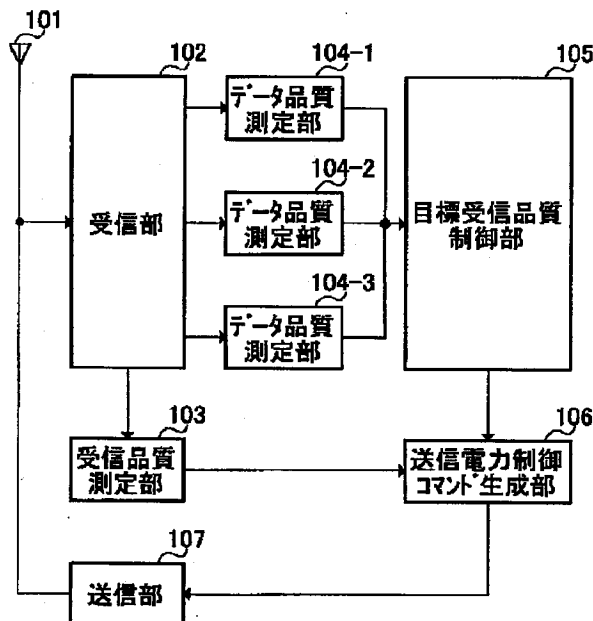 101
102
受信部
104-1
データ品質
測定部
104-2
データ品質
測定部
104-3
データ品質
測定部
105
目標受信品質
制御部
103
受信品質
測定部
106
送信電力制御
コマンド生成部
107
送信部